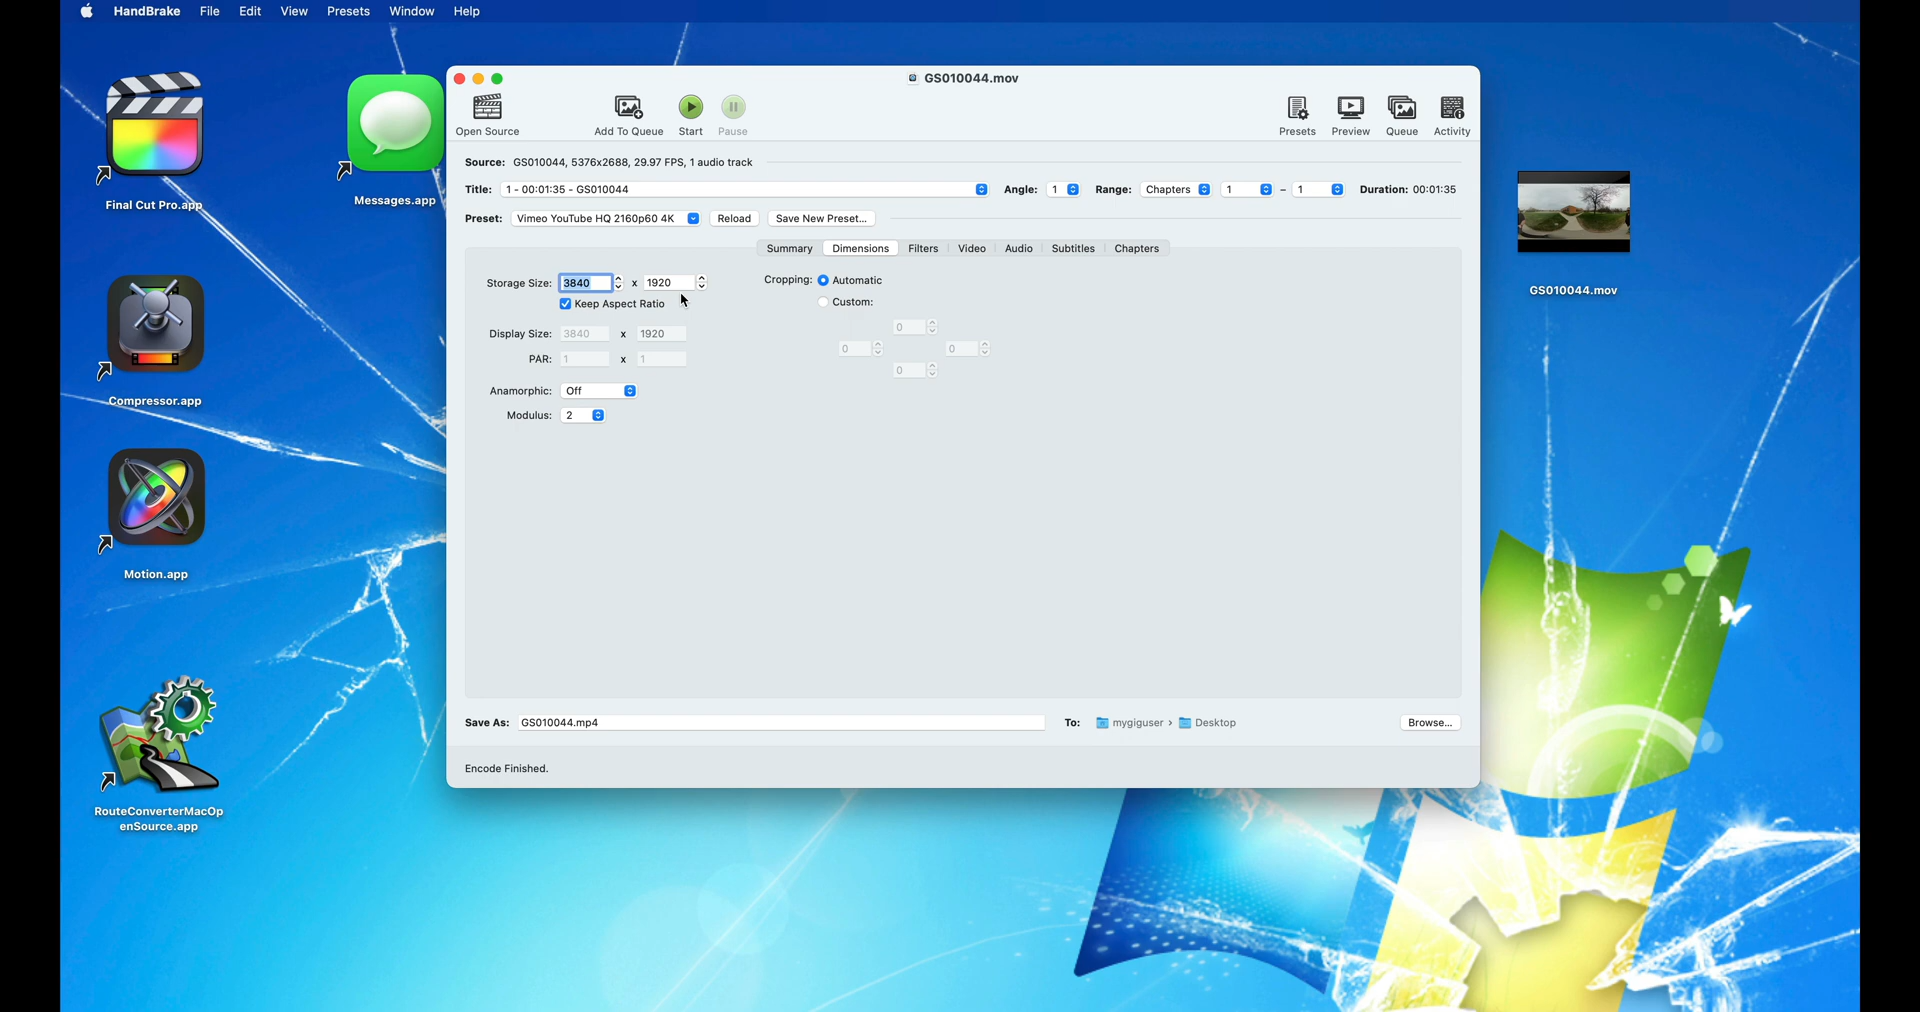 HandBrake File Edit View Presets Window Help
GS010044.mov
Open Source Add To Queue Start Pause Presets Preview Queue Activity
Source: GS010044, 5376x2688, 29.97 FPS, 1 audio track
Title: 1 - 00:01:35 - GS010044 Angle: 1 Range: Chapters 1 – 1 Duration: 00:01:35
Preset: Vimeo YouTube HQ 2160p60 4K Reload Save New Preset...
Summary Dimensions Filters Video Audio Subtitles Chapters
Storage Size: 3840 x 1920
Keep Aspect Ratio
Display Size: 3840 x 1920
PAR: 1 x 1
Anamorphic: Off
Modulus: 2
Cropping: Automatic
Custom:
0
0 0
0
Save As: GS010044.mp4 To: mygiguser › Desktop Browse...
Encode Finished.
Final Cut Pro.app
Messages.app
Compressor.app
Motion.app
RouteConverterMacOp
enSource.app
GS010044.mov